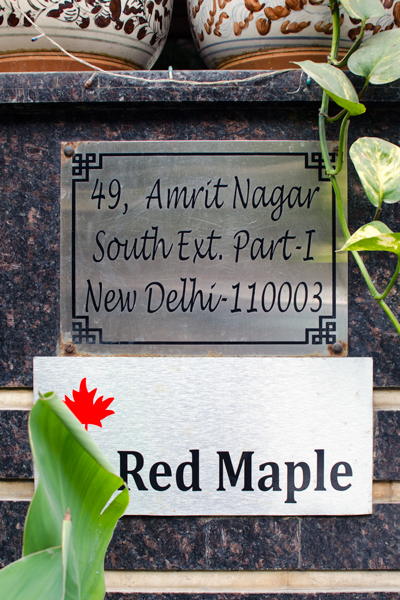 49, Amrit Nagar
South Ext. Part-I
New Delhi-110003
Red Maple